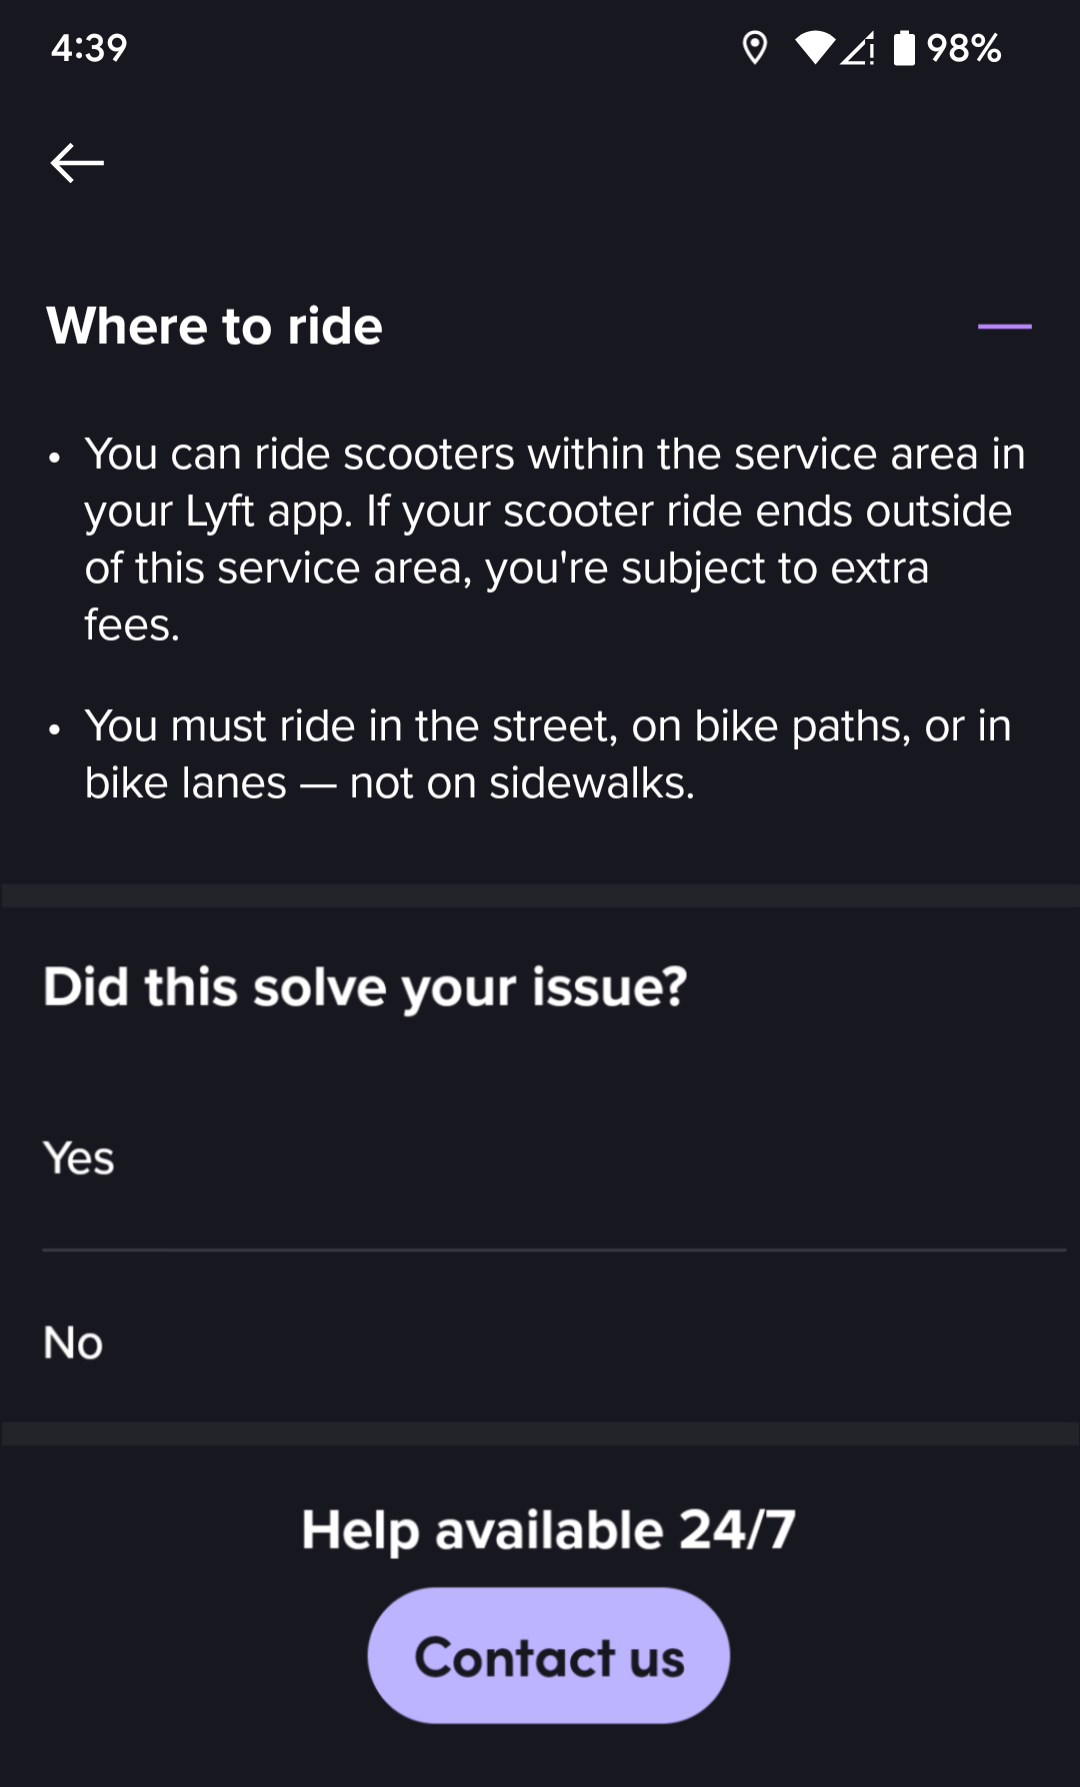 4:39
98%
Where to ride
• You can ride scooters within the service area in
your Lyft app. If your scooter ride ends outside
of this service area, you're subject to extra
fees.
• You must ride in the street, on bike paths, or in
bike lanes — not on sidewalks.
Did this solve your issue?
Yes
No
Help available 24/7
Contact us